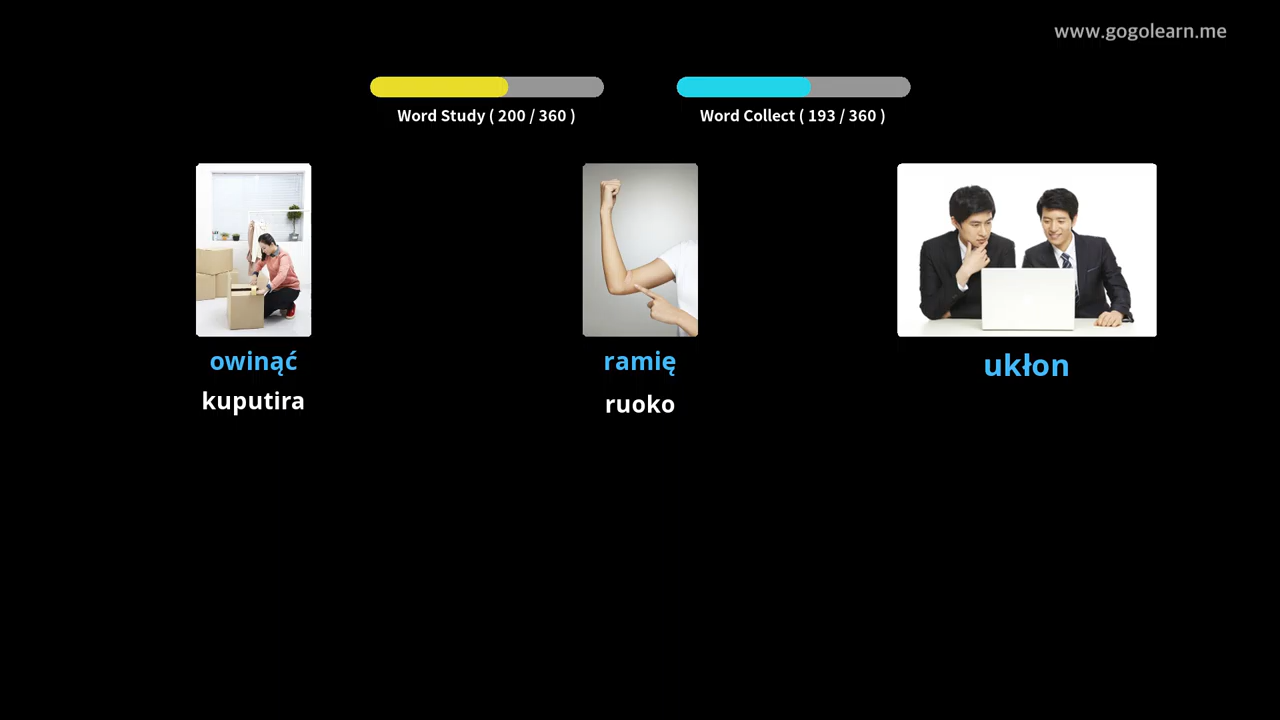 www.gogolearn.me
Word Study ( 200 / 360 )
Word Collect ( 193 / 360 )
owinąć
kuputira
ramię
ruoko
ukłon